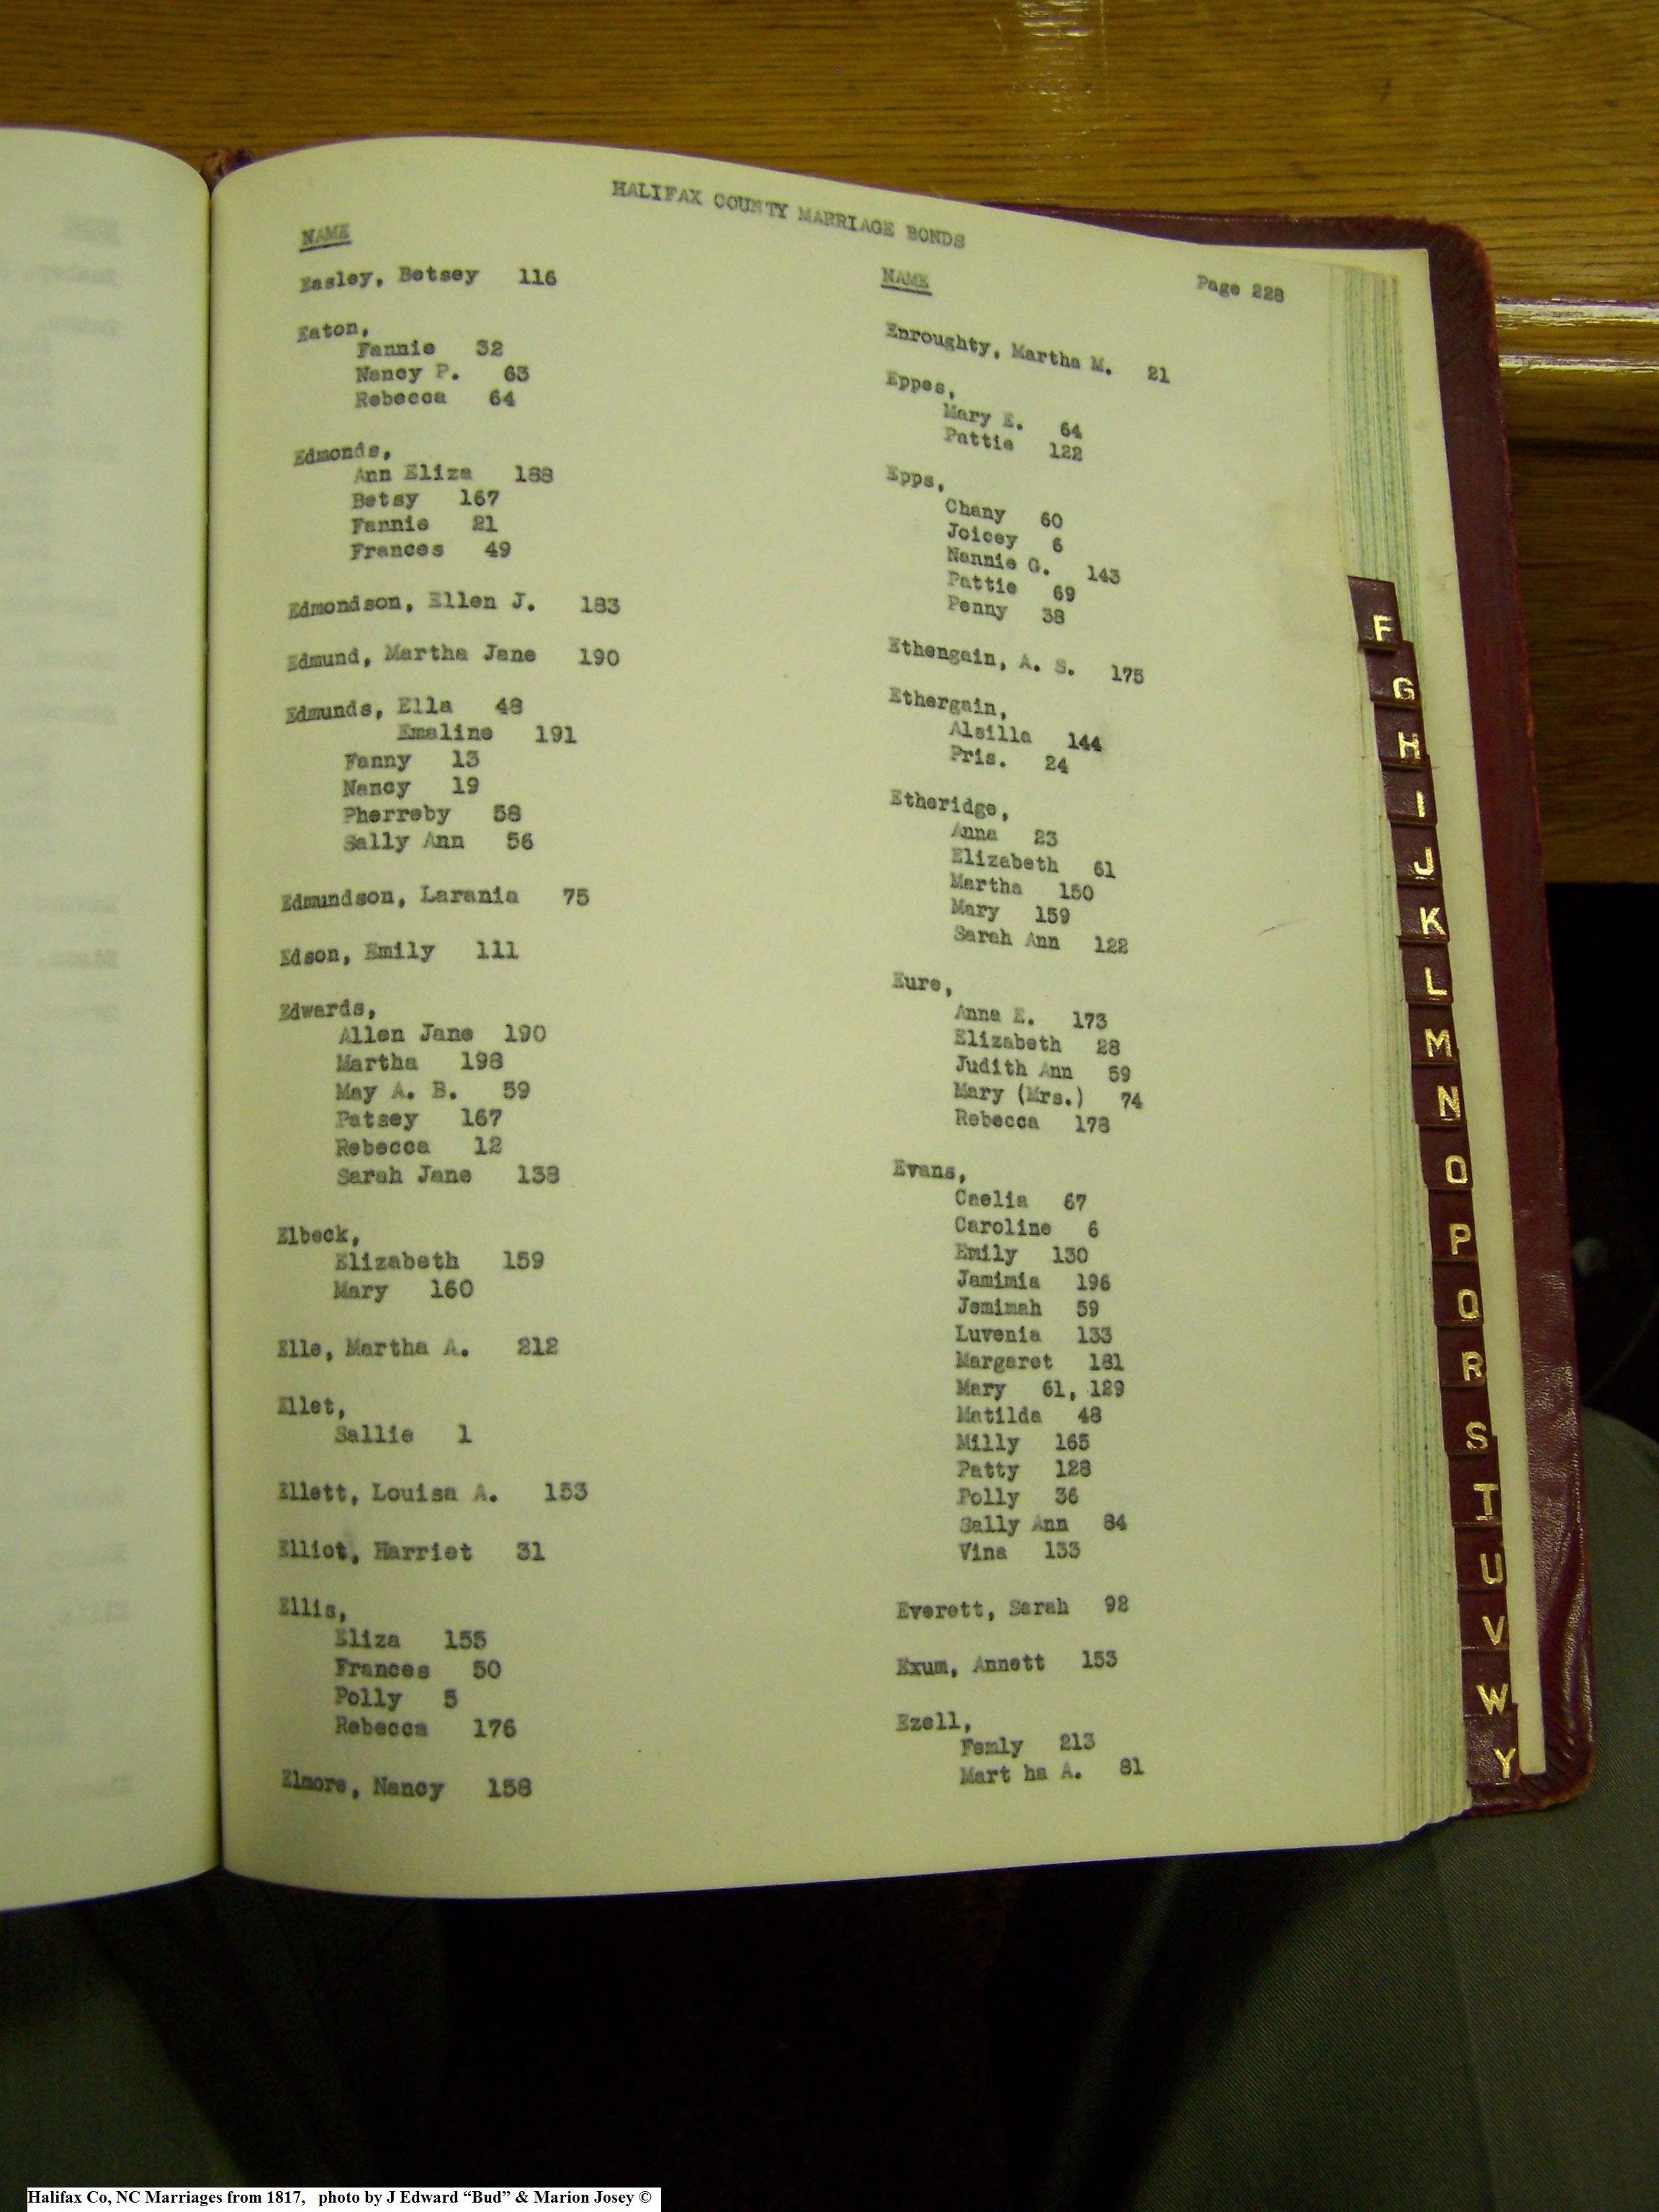 HALIFAX COUNTY MARRIAGE BONDS
Page 228
NAME
Easley, Betsey 116
Eaton,
Fannie 32
Nancy P. 63
Rebecca 64
Edmonds,
Ann Eliza 188
Betsy 167
Fannie 21
Frances 49
Edmondson, Ellen J. 183
Edmund, Martha Jane 190
Edmunds, Ella 48
Emaline 191
Fanny 13
Nancy 19
Pherreby 58
Sally Ann 56
Edmundson, Larania 75
Edson, Emily 111
Edwards,
Allen Jane 190
Martha 198
May A. B. 59
Patsey 167
Rebecca 12
Sarah Jane 138
Elbeck,
Elizabeth 159
Mary 160
Elle, Martha A. 212
Ellet,
Sallie 1
Ellett, Louisa A. 153
Elliot, Harriet 31
Ellis,
Eliza 155
Frances 50
Polly 5
Rebecca 176
Elmore, Nancy 158
NAME
Enroughty, Martha M. 21
Eppes,
Mary E. 64
Pattie 122
Epps,
Chany 60
Joicey 6
Nannie G. 143
Pattie 69
Penny 38
Ethengain, A. S. 175
Ethergain,
Alsilla 144
Pris. 24
Etheridge,
Anna 23
Elizabeth 61
Martha 150
Mary 159
Sarah Ann 122
Eure,
Anna E. 173
Elizabeth 28
Judith Ann 59
Mary (Mrs.) 74
Rebecca 178
Evans,
Caelia 67
Caroline 6
Emily 130
Jamimia 196
Jemimah 59
Luvenia 133
Margaret 181
Mary 61, 129
Matilda 48
Milly 165
Patty 128
Polly 36
Sally Ann 84
Vina 133
Everett, Sarah 92
Exum, Annett 153
Ezell,
Femly 213
Mart ha A. 81
F
G
H
I
J
K
L
M
N
O
P
Q
R
S
T
U
V
W
Y
Halifax Co, NC Marriages from 1817, photo by J Edward “Bud” & Marion Josey ©